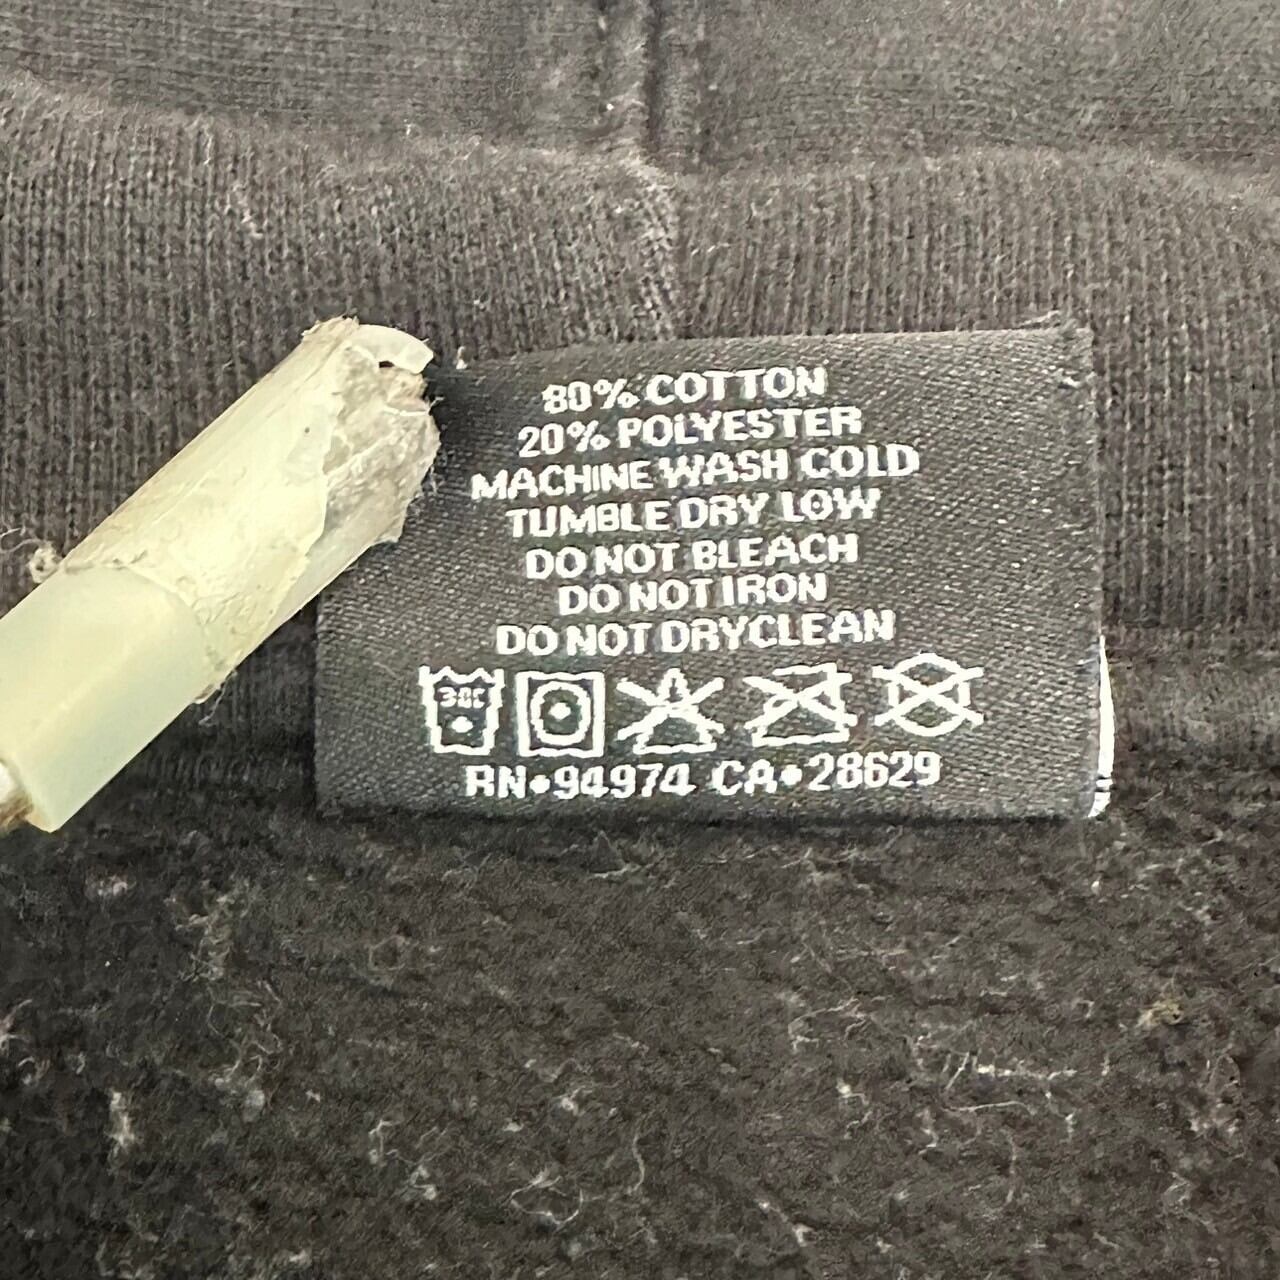 80% COTTON
20% POLYESTER
MACHINE WASH COLD
TUMBLE DRY LOW
DO NOT BLEACH
DO NOT IRON
DO NOT DRYCLEAN
30C
RN•94974 CA•28629